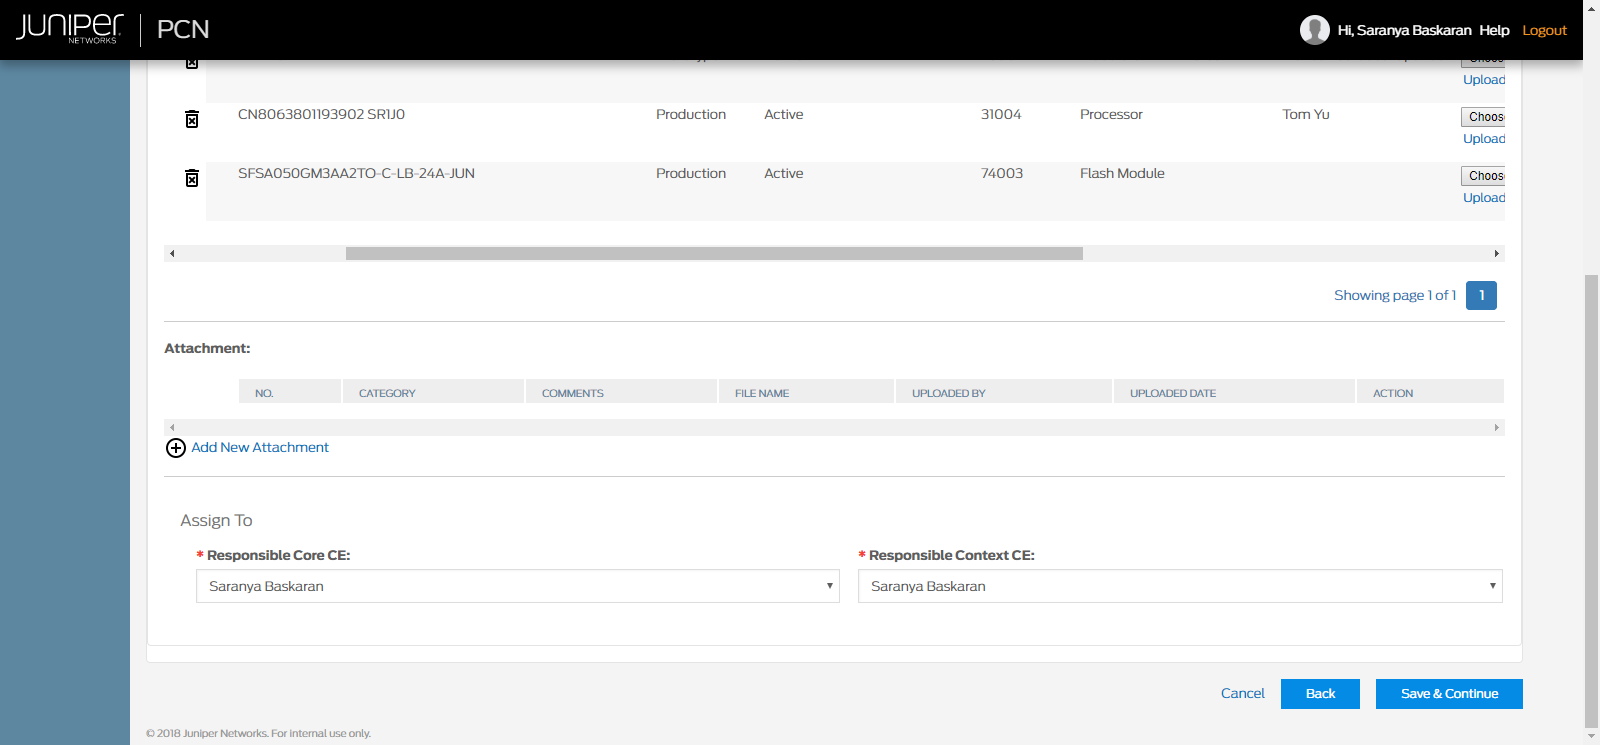 JUNIPER NETWORKS PCN Hi, Saranya Baskaran Help Logout
Upload
CN8063801193902 SR1J0 Production Active 31004 Processor Tom Yu Choos
Upload
SFSA050GM3AA2TO-C-LB-24A-JUN Production Active 74003 Flash Module Choos
Upload
Showing page 1 of 1 1
Attachment:
NO. CATEGORY COMMENTS FILE NAME UPLOADED BY UPLOADED DATE ACTION
Add New Attachment
Assign To
* Responsible Core CE: * Responsible Context CE:
Saranya Baskaran Saranya Baskaran
Cancel Back Save & Continue
© 2018 Juniper Networks. For internal use only.